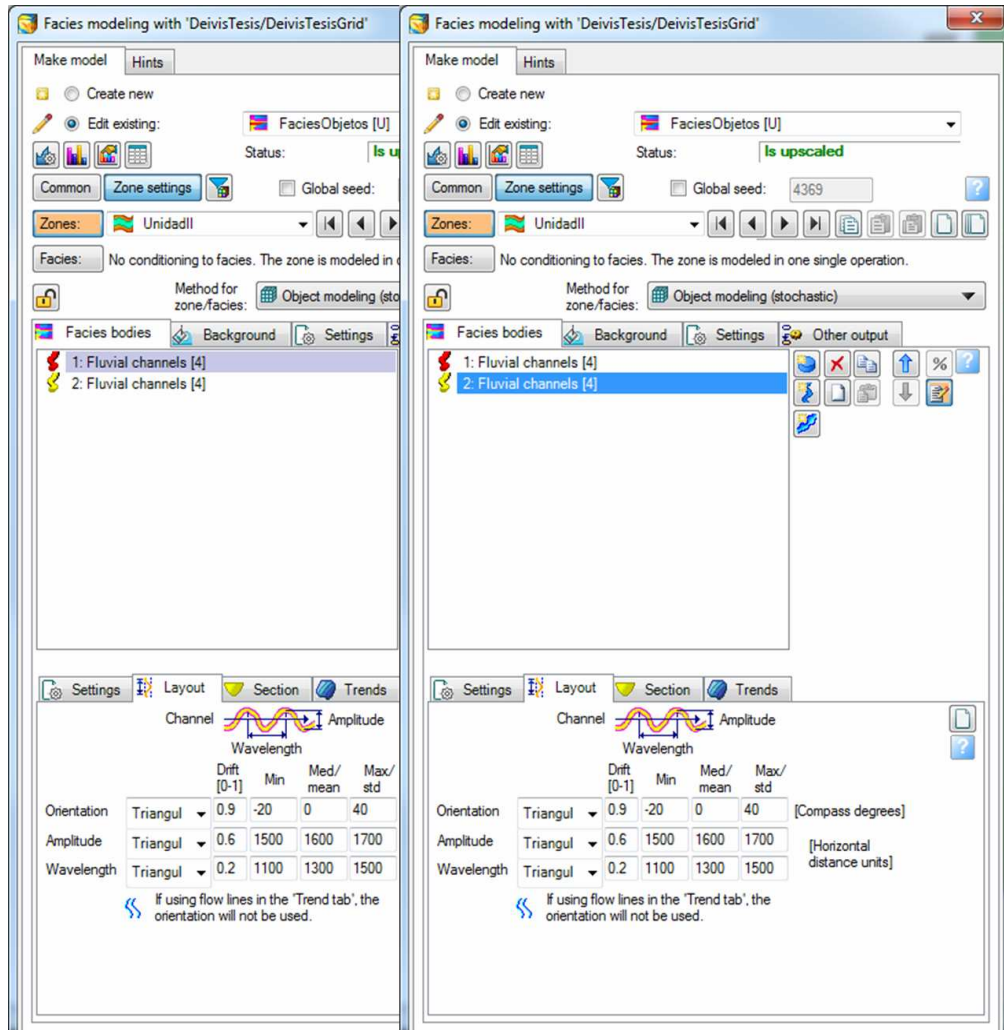 Facies modeling with 'DeivisTesis/DeivisTesisGrid'
Make model
Hints
Create new
Edit existing:
FaciesObjetos [U]
Status:
Is u
Common
Zone settings
Global seed:
Zones:
UnidadII
Facies:
No conditioning to facies. The zone is modeled in
Method for
zone/facies:
Object modeling (sto
Facies bodies
Background
Settings
1: Fluvial channels [4]
2: Fluvial channels [4]
Settings
Layout
Section
Trends
Channel
Amplitude
Wavelength
Drift [0-1] Min Med/mean Max/std
Orientation Triangul 0.9 -20 0 40
Amplitude Triangul 0.6 1500 1600 1700
Wavelength Triangul 0.2 1100 1300 1500
If using flow lines in the 'Trend tab', the
orientation will not be used.
Facies modeling with 'DeivisTesis/DeivisTesisGrid'
Make model
Hints
Create new
Edit existing:
FaciesObjetos [U]
Status:
Is upscaled
Common
Zone settings
Global seed:
4369
Zones:
UnidadII
Facies:
No conditioning to facies. The zone is modeled in one single operation.
Method for
zone/facies:
Object modeling (stochastic)
Facies bodies
Background
Settings
Other output
1: Fluvial channels [4]
2: Fluvial channels [4]
%
Settings
Layout
Section
Trends
Channel
Amplitude
Wavelength
Drift [0-1] Min Med/mean Max/std
Orientation Triangul 0.9 -20 0 40 [Compass degrees]
Amplitude Triangul 0.6 1500 1600 1700
[Horizontal
distance units]
Wavelength Triangul 0.2 1100 1300 1500
If using flow lines in the 'Trend tab', the
orientation will not be used.